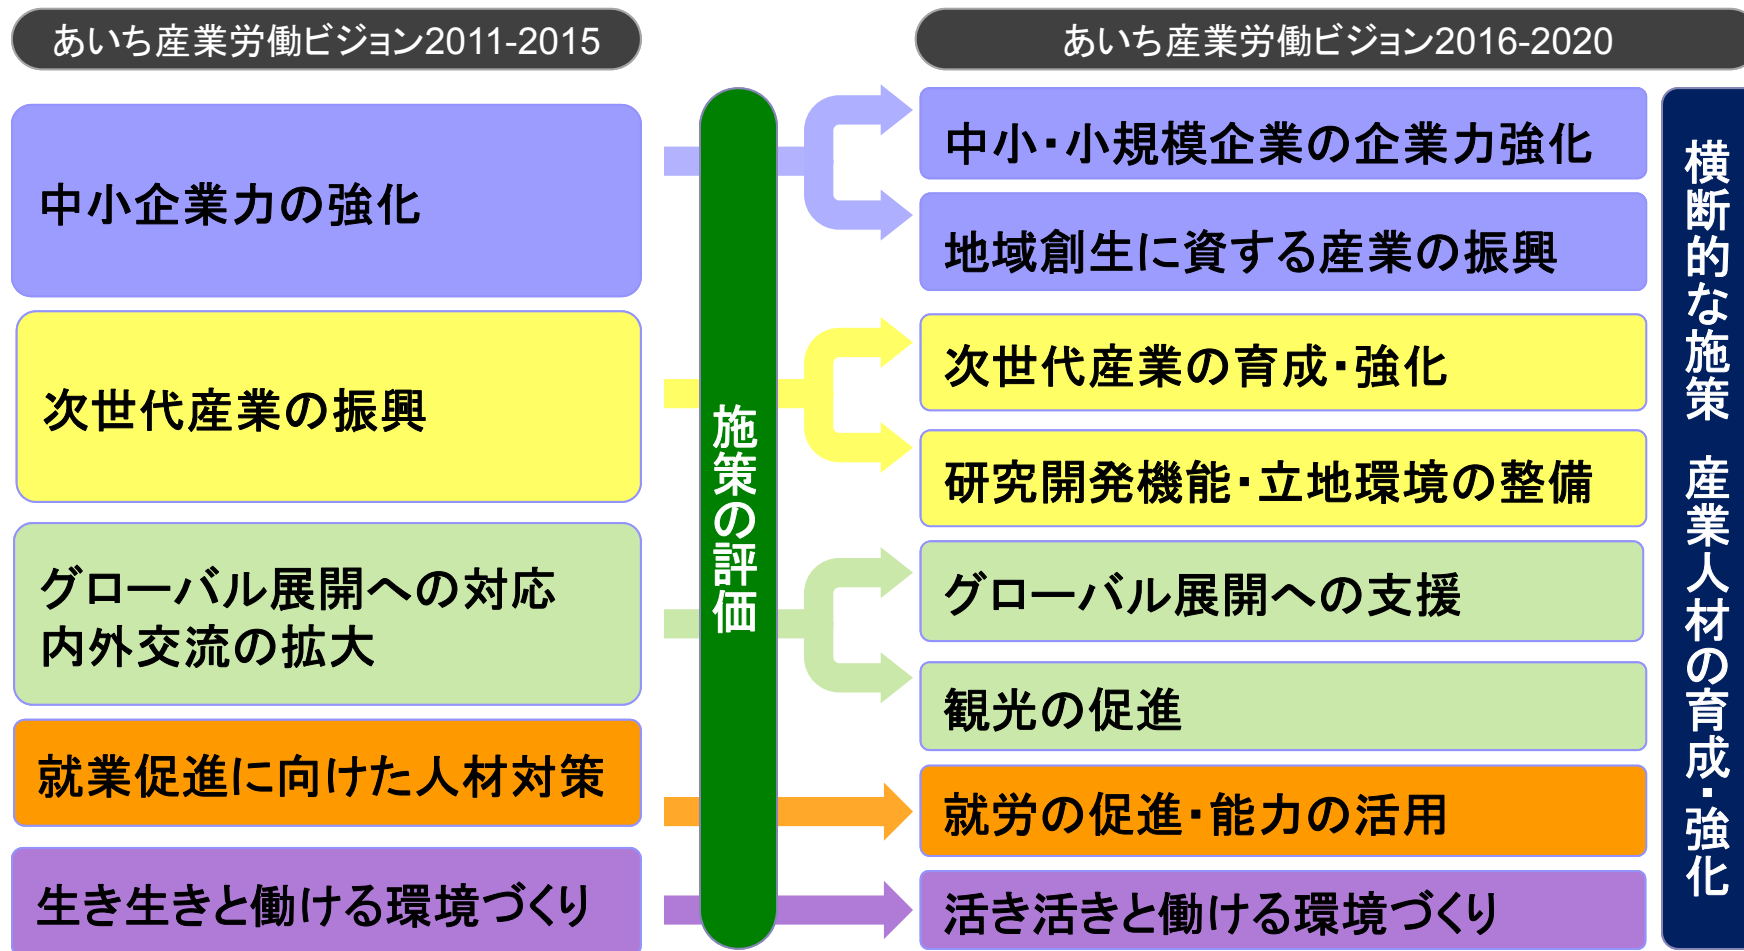 あいち産業労働ビジョン2011-2015
あいち産業労働ビジョン2016-2020
中小企業力の強化
次世代産業の振興
グローバル展開への対応
内外交流の拡大
就業促進に向けた人材対策
生き生きと働ける環境づくり
施策の評価
中小・小規模企業の企業力強化
地域創生に資する産業の振興
次世代産業の育成・強化
研究開発機能・立地環境の整備
グローバル展開への支援
観光の促進
就労の促進・能力の活用
活き活きと働ける環境づくり
横断的な施策 産業人材の育成・強化